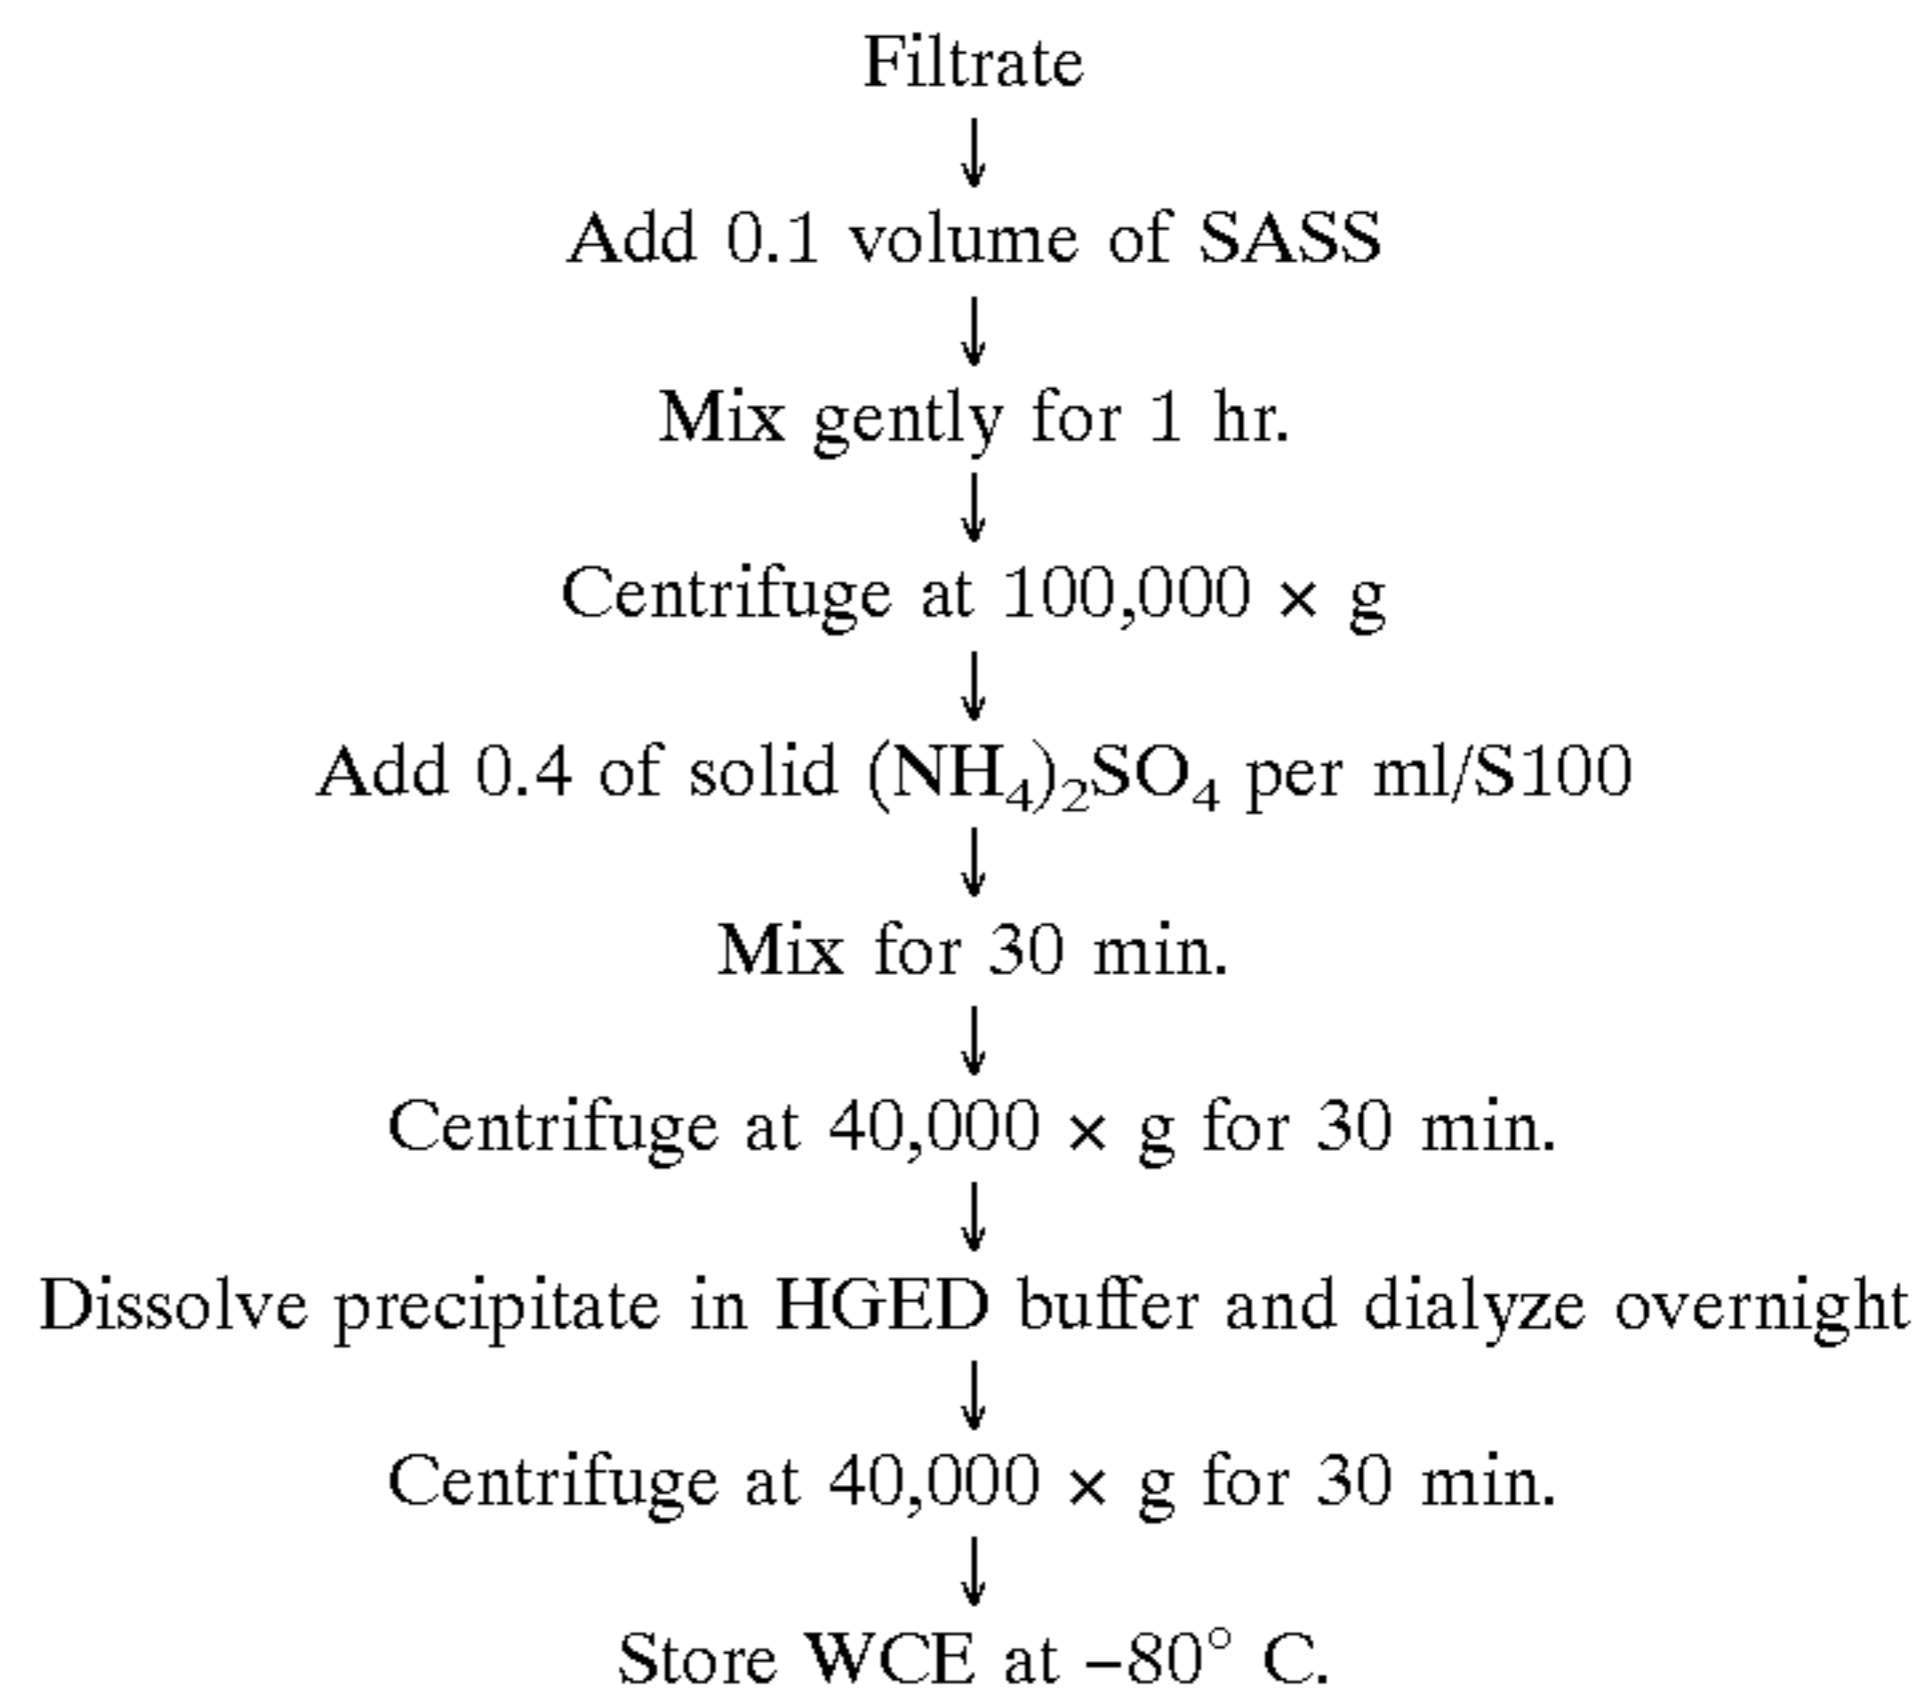 Filtrate
↓
Add 0.1 volume of SASS
↓
Mix gently for 1 hr.
↓
Centrifuge at 100,000 × g
↓
Add 0.4 of solid (NH₄)₂SO₄ per ml/S100
↓
Mix for 30 min.
↓
Centrifuge at 40,000 × g for 30 min.
↓
Dissolve precipitate in HGED buffer and dialyze overnight
↓
Centrifuge at 40,000 × g for 30 min.
↓
Store WCE at –80° C.